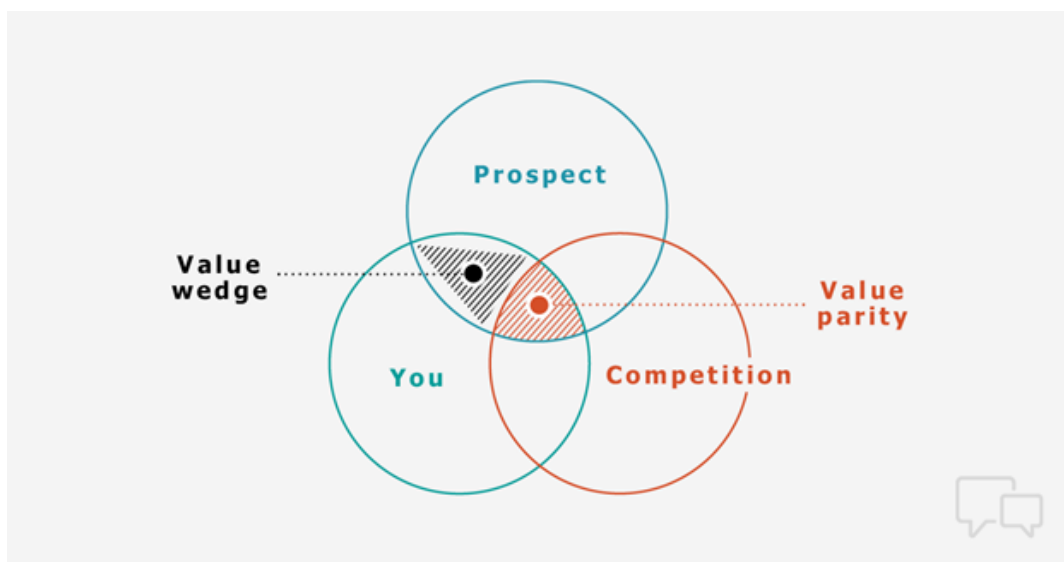 Prospect
Value
wedge
Value
parity
You
Competition